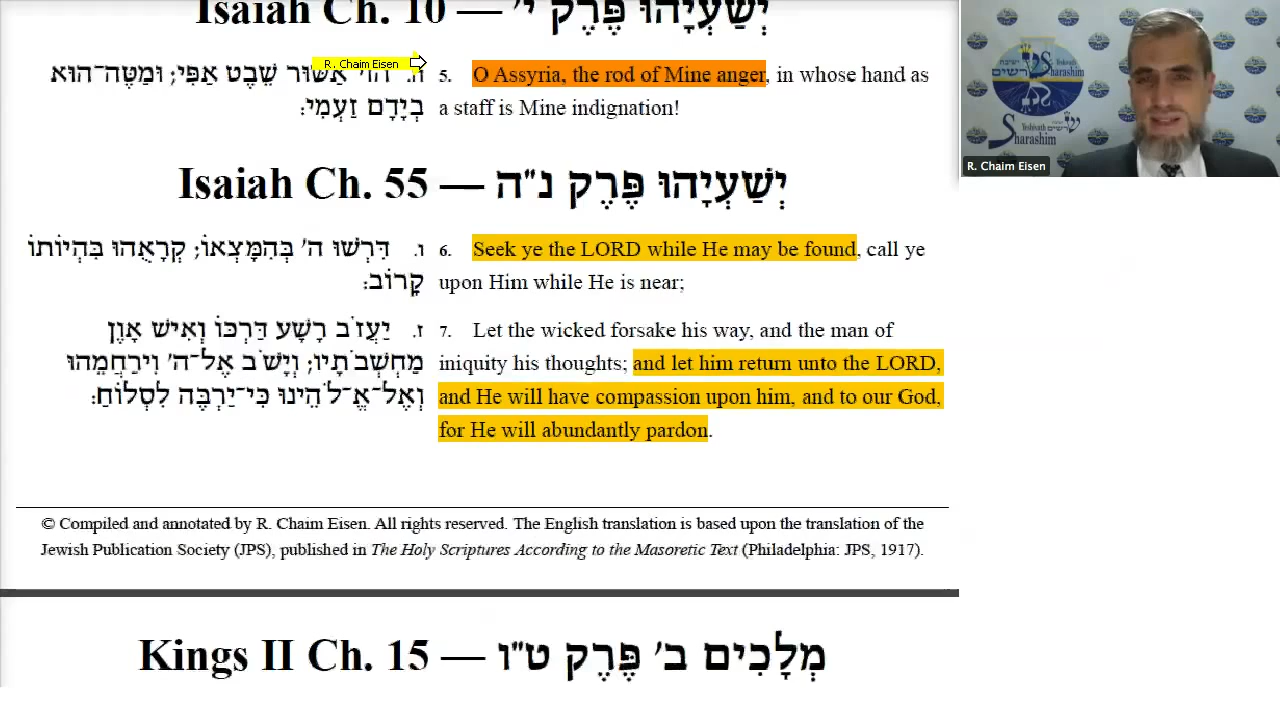 Isaiah Ch. 10 — יְשַׁעְיָהוּ פֶּרֶק י'
R. Chaim Eisen
5. O Assyria, the rod of Mine anger, in whose hand as
a staff is Mine indignation!
אַשּׁוּר שֵׁבֶט אַפִּי; וּמַטֶּה־הוּא
בְיָדָם זַעְמִי:
Isaiah Ch. 55 — יְשַׁעְיָהוּ פֶּרֶק נ"ה
6. Seek ye the LORD while He may be found, call ye
upon Him while He is near;
ו. דִּרְשׁוּ ה' בְּהִמָּצְאוֹ; קְרָאֻהוּ בִּהְיוֹתוֹ
קָרוֹב:
7. Let the wicked forsake his way, and the man of
iniquity his thoughts; and let him return unto the LORD,
and He will have compassion upon him, and to our God,
for He will abundantly pardon.
ז. יַעֲזֹב רָשָׁע דַּרְכּוֹ וְאִישׁ אָוֶן
מַחְשְׁבֹתָיו; וְיָשֹׁב אֶל־ה' וִירַחֲמֵהוּ
וְאֶל־אֱ־לֹהֵינוּ כִּי־יַרְבֶּה לִסְלוֹחַ:
© Compiled and annotated by R. Chaim Eisen. All rights reserved. The English translation is based upon the translation of the
Jewish Publication Society (JPS), published in The Holy Scriptures According to the Masoretic Text (Philadelphia: JPS, 1917).
Kings II Ch. 15 — מְלָכִים ב' פֶּרֶק ט"ו
Yeshivath
Sharashim
R. Chaim Eisen